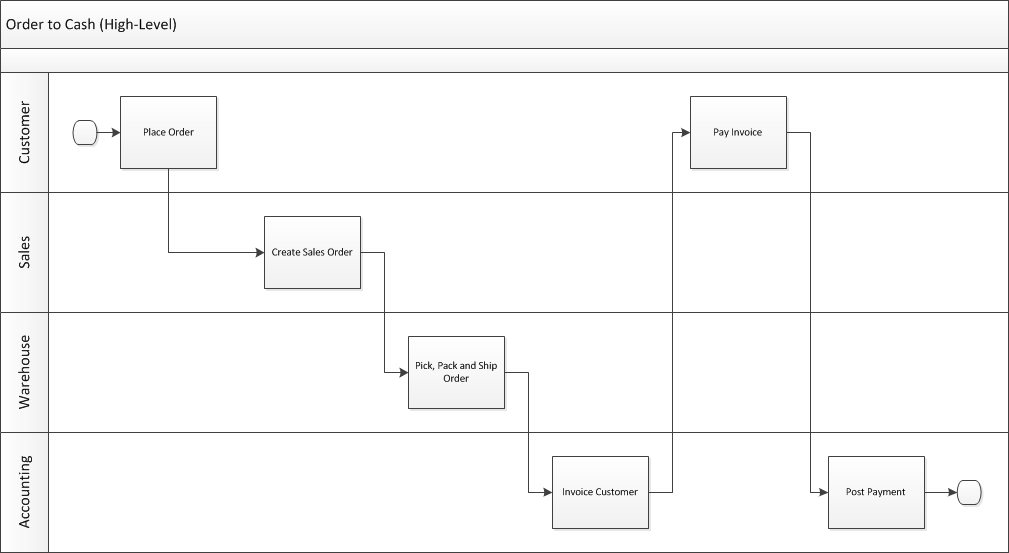 Order to Cash (High-Level)
Customer
Place Order
Pay Invoice
Sales
Create Sales Order
Warehouse
Pick, Pack and Ship
Order
Accounting
Invoice Customer
Post Payment